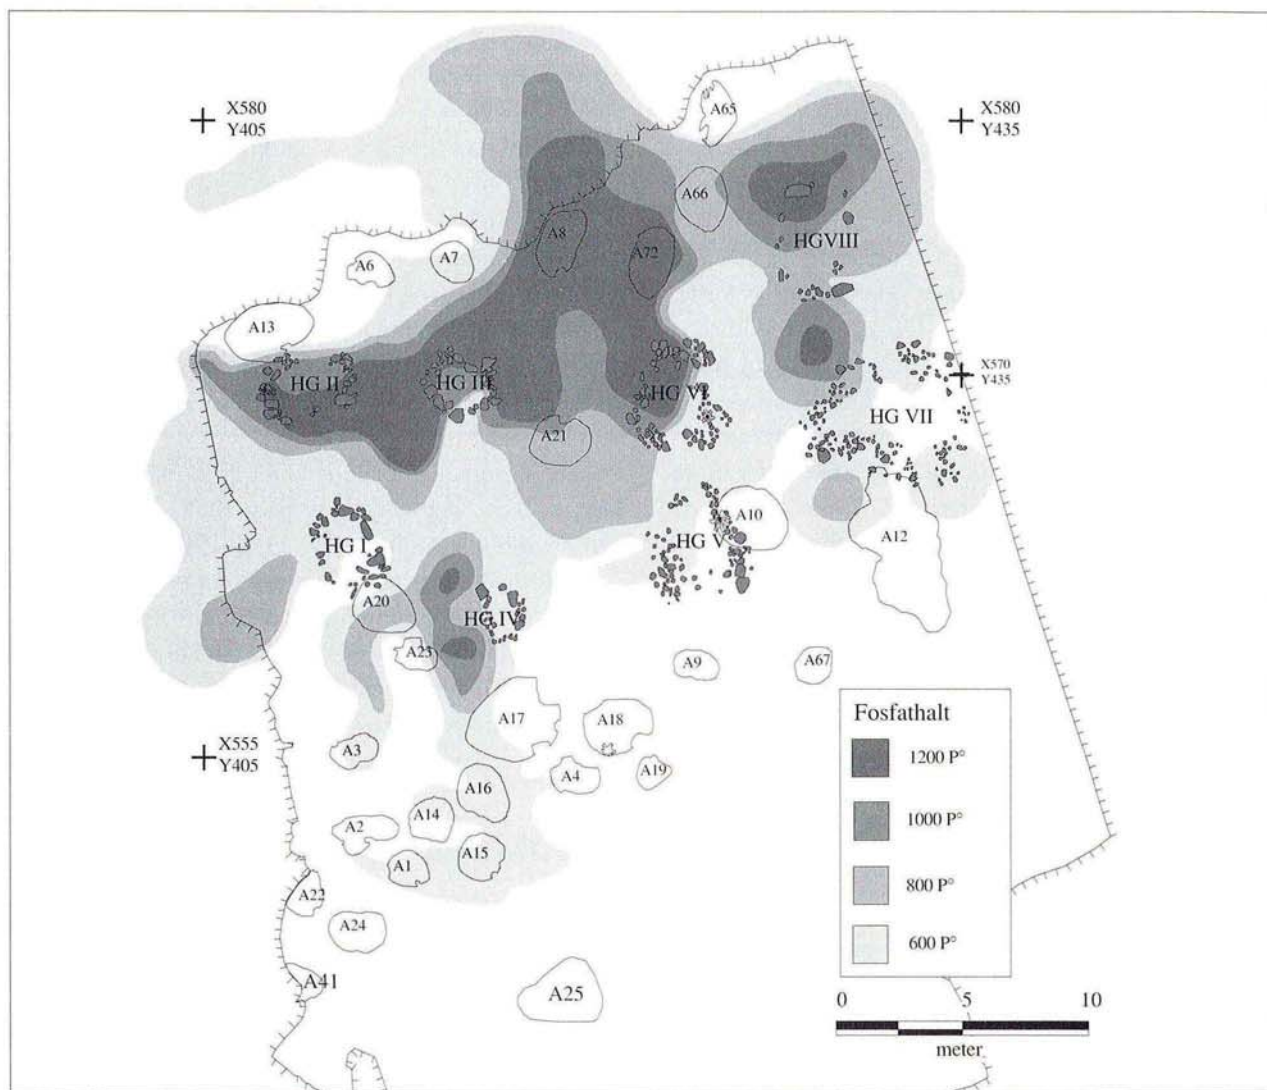 X580
Y405
A65
X580
Y435
A66
A8
A7
A6
A72
HGVIII
A13
HG II
HG III
HG VI
X570
Y435
HG VII
A21
A10
HG I
HG V
A12
A20
HG IV
A23
A9
A67
A17
A18
X555
Y405
A3
A4
A19
A16
A14
A2
A15
A1
A22
A24
A41
A25
Fosfathalt
1200 P°
1000 P°
800 P°
600 P°
0 5 10
meter